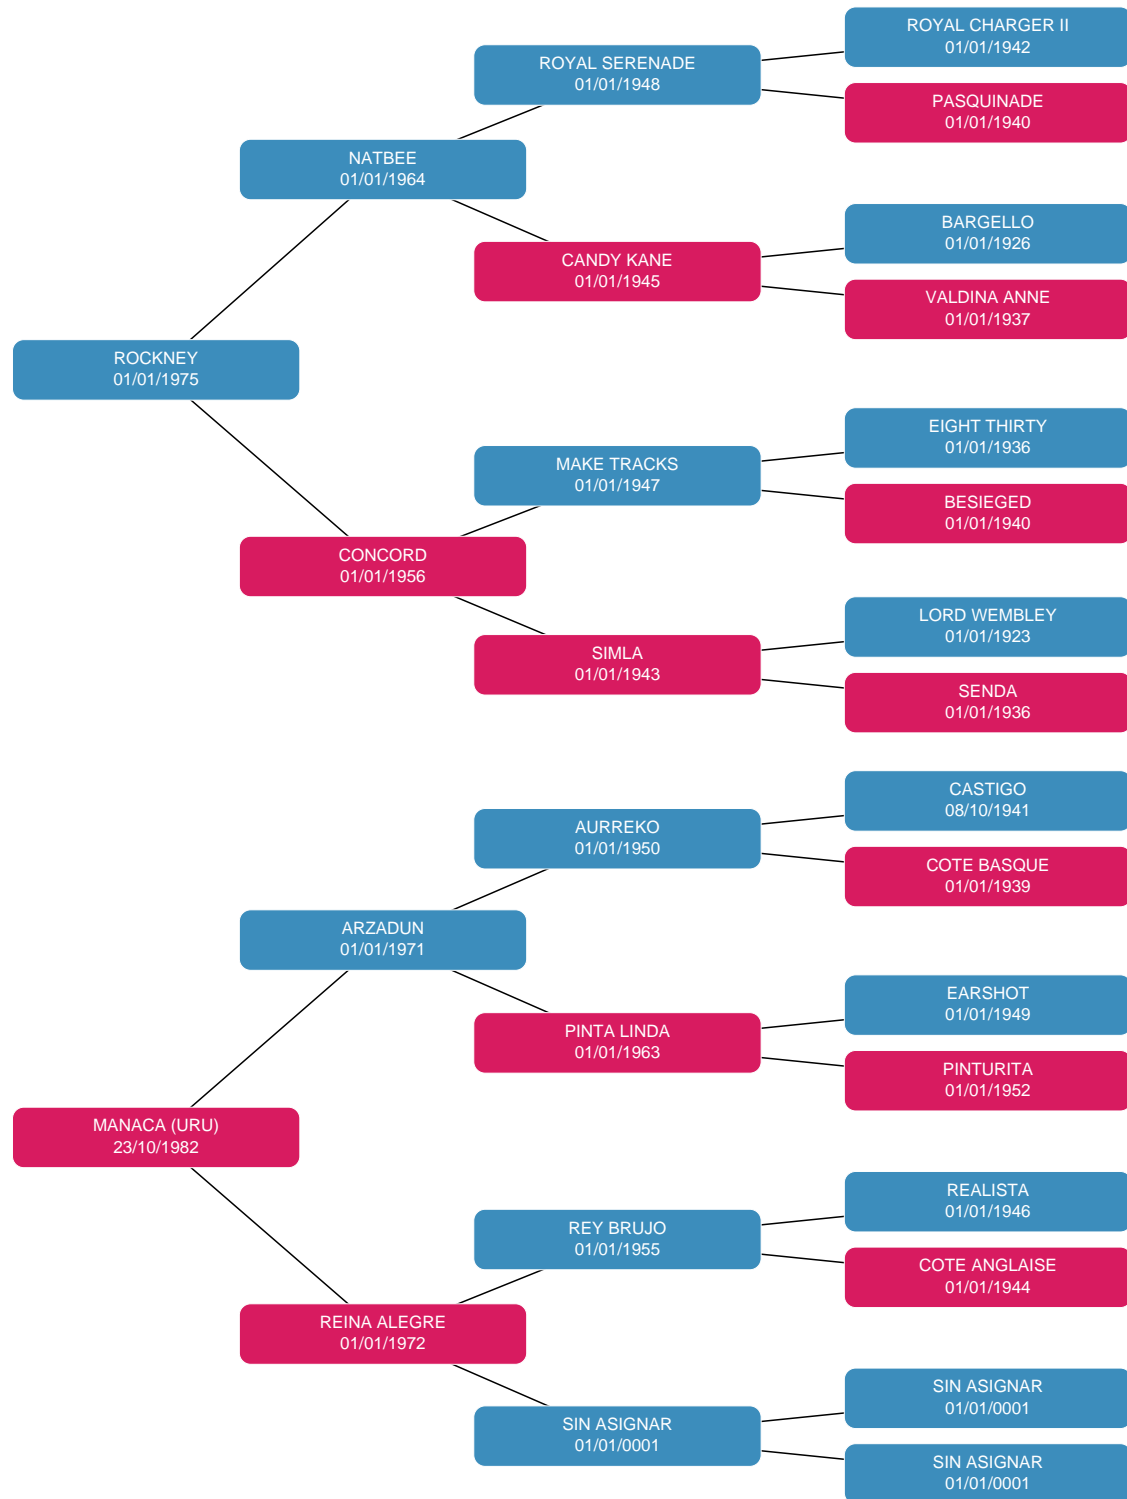 ROYAL CHARGER II
01/01/1942
ROYAL SERENADE
01/01/1948
PASQUINADE
01/01/1940
NATBEE
01/01/1964
BARGELLO
01/01/1926
CANDY KANE
01/01/1945
VALDINA ANNE
01/01/1937
ROCKNEY
01/01/1975
EIGHT THIRTY
01/01/1936
MAKE TRACKS
01/01/1947
BESIEGED
01/01/1940
CONCORD
01/01/1956
LORD WEMBLEY
01/01/1923
SIMLA
01/01/1943
SENDA
01/01/1936
CASTIGO
08/10/1941
AURREKO
01/01/1950
COTE BASQUE
01/01/1939
ARZADUN
01/01/1971
EARSHOT
01/01/1949
PINTA LINDA
01/01/1963
PINTURITA
01/01/1952
MANACA (URU)
23/10/1982
REALISTA
01/01/1946
REY BRUJO
01/01/1955
COTE ANGLAISE
01/01/1944
REINA ALEGRE
01/01/1972
SIN ASIGNAR
01/01/0001
SIN ASIGNAR
01/01/0001
SIN ASIGNAR
01/01/0001